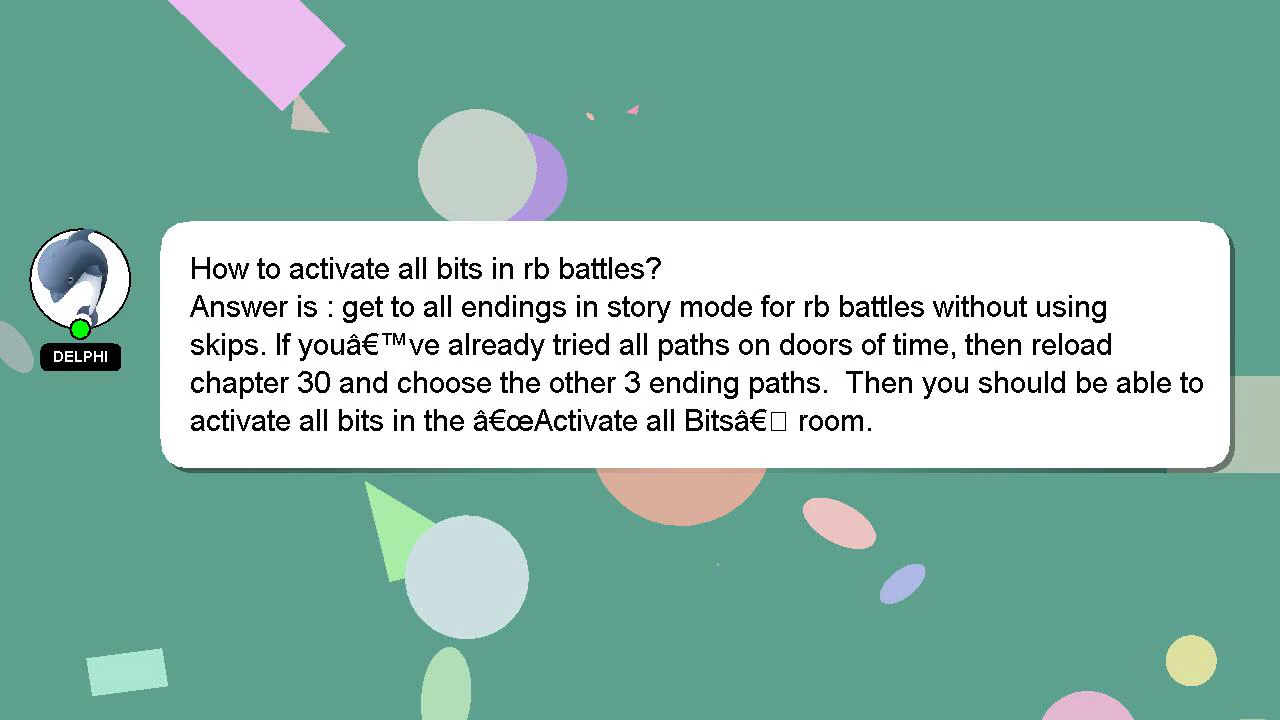 How to activate all bits in rb battles?
Answer is : get to all endings in story mode for rb battles without using
skips. If youâ€™ve already tried all paths on doors of time, then reload
chapter 30 and choose the other 3 ending paths.  Then you should be able to
activate all bits in the â€œActivate all Bitsâ€□ room.
DELPHI